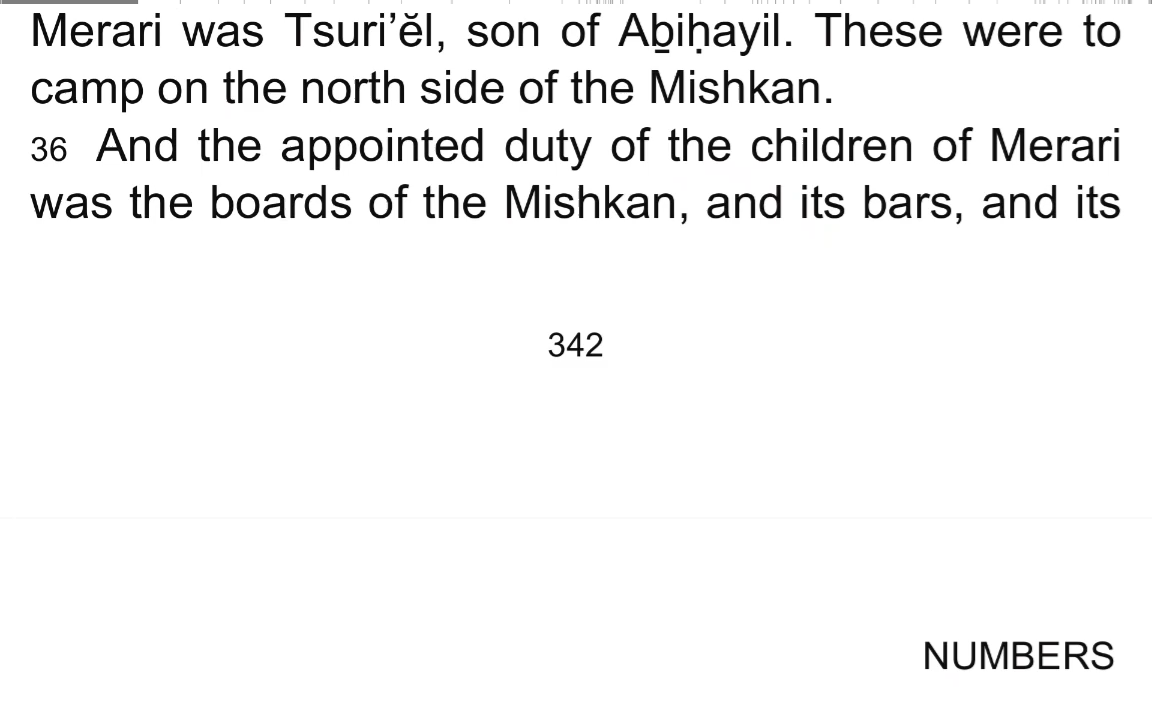 Merari was Tsuri’ĕl, son of Aḇiḥayil. These were to
camp on the north side of the Mishkan.
36 And the appointed duty of the children of Merari
was the boards of the Mishkan, and its bars, and its
342
NUMBERS